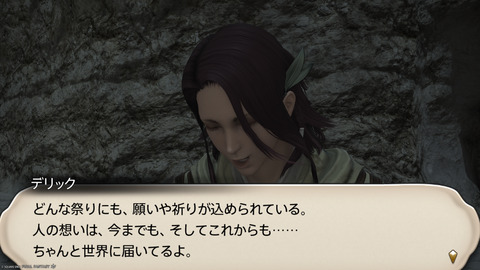 デリック
どんな祭りにも、願いや祈りが込められている。
人の想いは、今までも、そしてこれからも……
ちゃんと世界に届いてるよ。